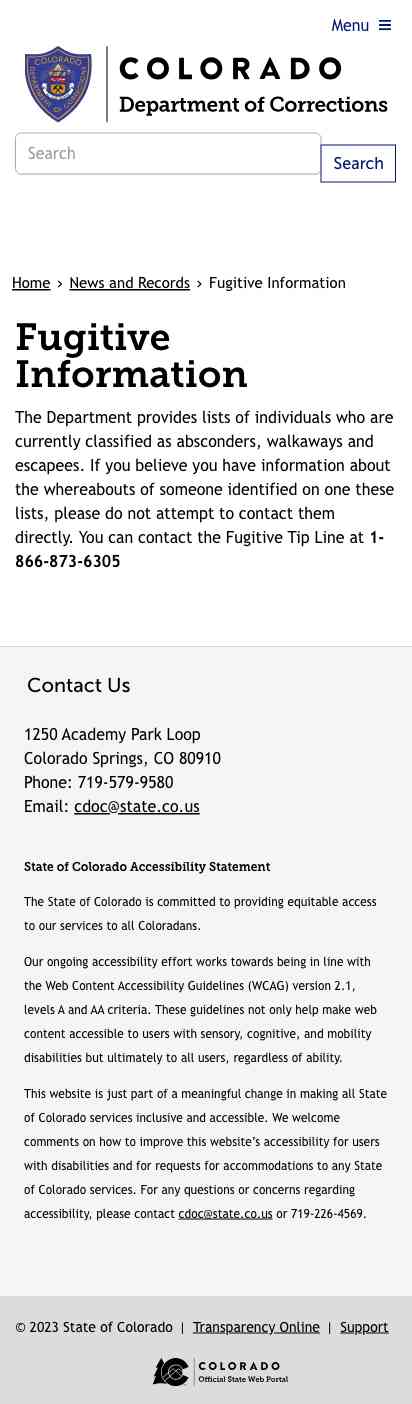 Menu
COLORADO
Department of Corrections
Search
Search
Home › News and Records › Fugitive Information
Fugitive
Information
The Department provides lists of individuals who are
currently classified as absconders, walkaways and
escapees. If you believe you have information about
the whereabouts of someone identified on one these
lists, please do not attempt to contact them
directly. You can contact the Fugitive Tip Line at 1-
866-873-6305
Contact Us
1250 Academy Park Loop
Colorado Springs, CO 80910
Phone: 719-579-9580
Email: cdoc@state.co.us
State of Colorado Accessibility Statement
The State of Colorado is committed to providing equitable access
to our services to all Coloradans.
Our ongoing accessibility effort works towards being in line with
the Web Content Accessibility Guidelines (WCAG) version 2.1,
levels A and AA criteria. These guidelines not only help make web
content accessible to users with sensory, cognitive, and mobility
disabilities but ultimately to all users, regardless of ability.
This website is just part of a meaningful change in making all State
of Colorado services inclusive and accessible. We welcome
comments on how to improve this website's accessibility for users
with disabilities and for requests for accommodations to any State
of Colorado services. For any questions or concerns regarding
accessibility, please contact cdoc@state.co.us or 719-226-4569.
© 2023 State of Colorado | Transparency Online | Support
COLORADO
Official State Web Portal